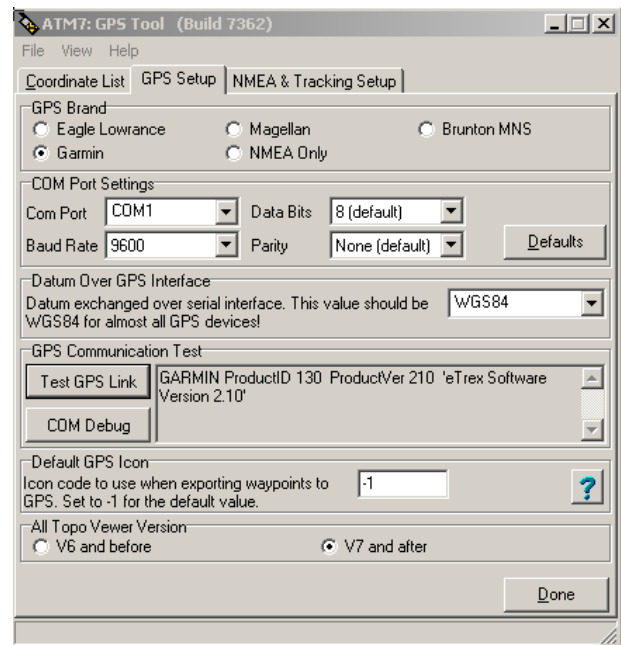 ATM7: GPS Tool (Build 7362)
File View Help
Coordinate List GPS Setup NMEA & Tracking Setup
GPS Brand
Eagle Lowrance Magellan Brunton MNS
Garmin NMEA Only
COM Port Settings
Com Port COM1 Data Bits 8 (default)
Baud Rate 9600 Parity None (default) Defaults
Datum Over GPS Interface
Datum exchanged over serial interface. This value should be WGS84
WGS84 for almost all GPS devices!
GPS Communication Test
Test GPS Link GARMIN ProductID 130 ProductVer 210 'eTrex Software
Version 2.10'
COM Debug
Default GPS Icon
Icon code to use when exporting waypoints to -1
GPS. Set to -1 for the default value. ?
All Topo Vewer Version
V6 and before V7 and after
Done